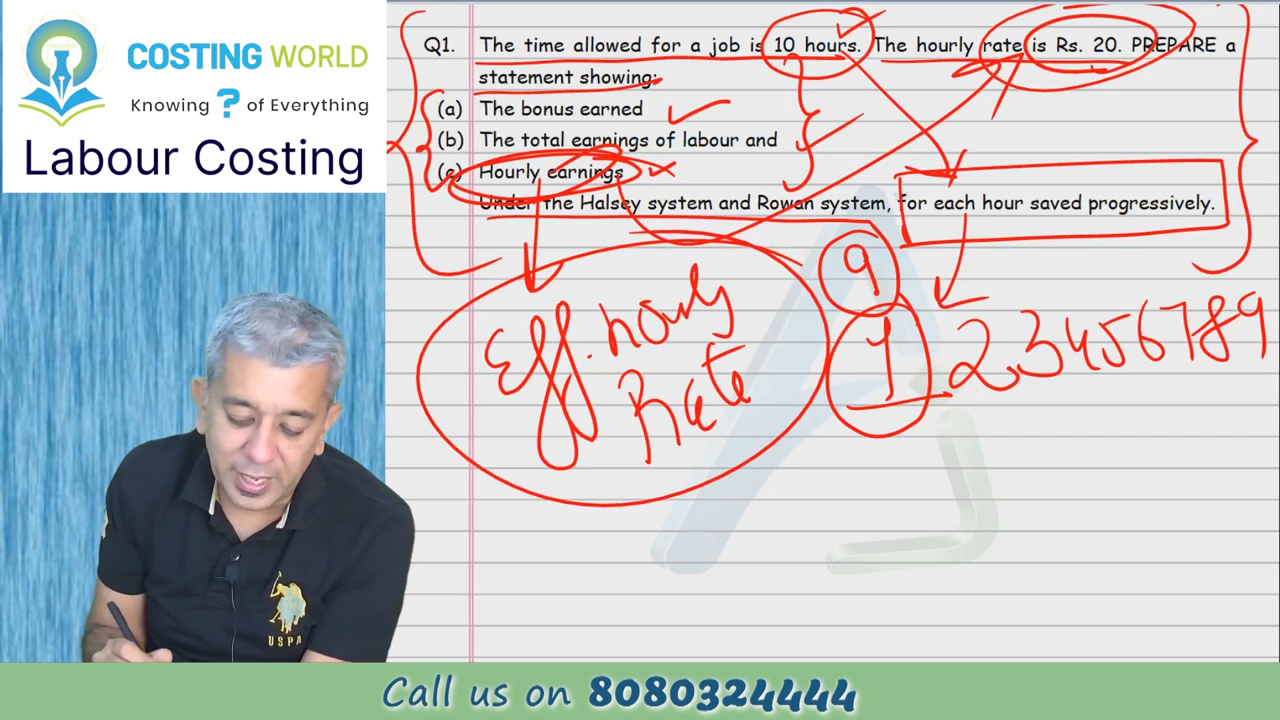 COSTING WORLD
Knowing ? of Everything
Labour Costing
Q1. The time allowed for a job is 10 hours. The hourly rate is Rs. 20. PREPARE a
statement showing:
(a) The bonus earned
(b) The total earnings of labour and
(c) Hourly earnings
Under the Halsey system and Rowan system, for each hour saved progressively.
9
Eff. hourly
Rate
1 2 3 4 5 6 7 8 9
USPA
Call us on 8080324444